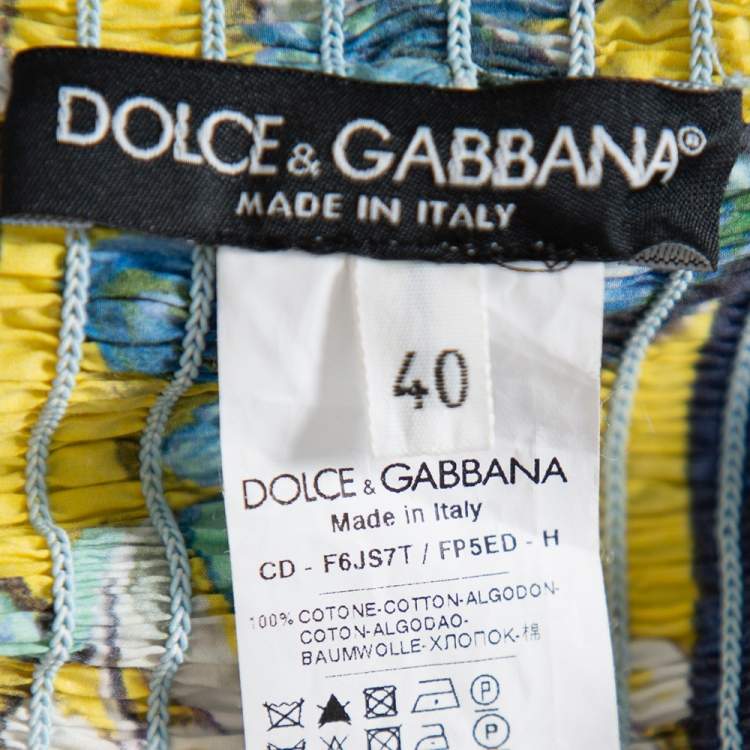 DOLCE & GABBANA®
MADE IN ITALY
40
DOLCE & GABBANA
Made in Italy
CD - F6JS7T / FP5ED - H
100% COTONE-COTTON-ALGODON-
COTON-ALGODAO-
BAUMWOLLE-ХЛОПОК-棉
P
P